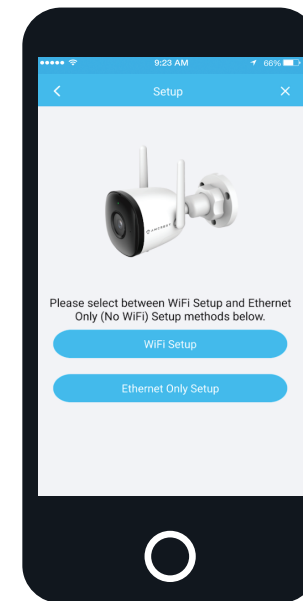 9:23 AM
66%
Setup
AMCREST
Please select between WiFi Setup and Ethernet
Only (No WiFi) Setup methods below.
WiFi Setup
Ethernet Only Setup